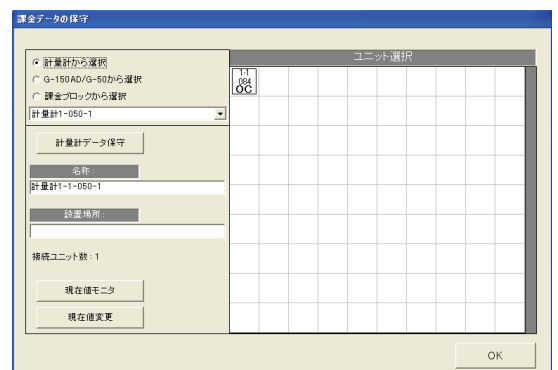 課金データの保守
計量計から選択
G-150AD/G-50から選択
課金ブロックから選択
計量計1-050-1
計量計データ保守
名称:
計量計1-1-050-1
設置場所:
接続ユニット数:1
現在値モニタ
現在値変更
ユニット選択
1-1
084
OC
OK